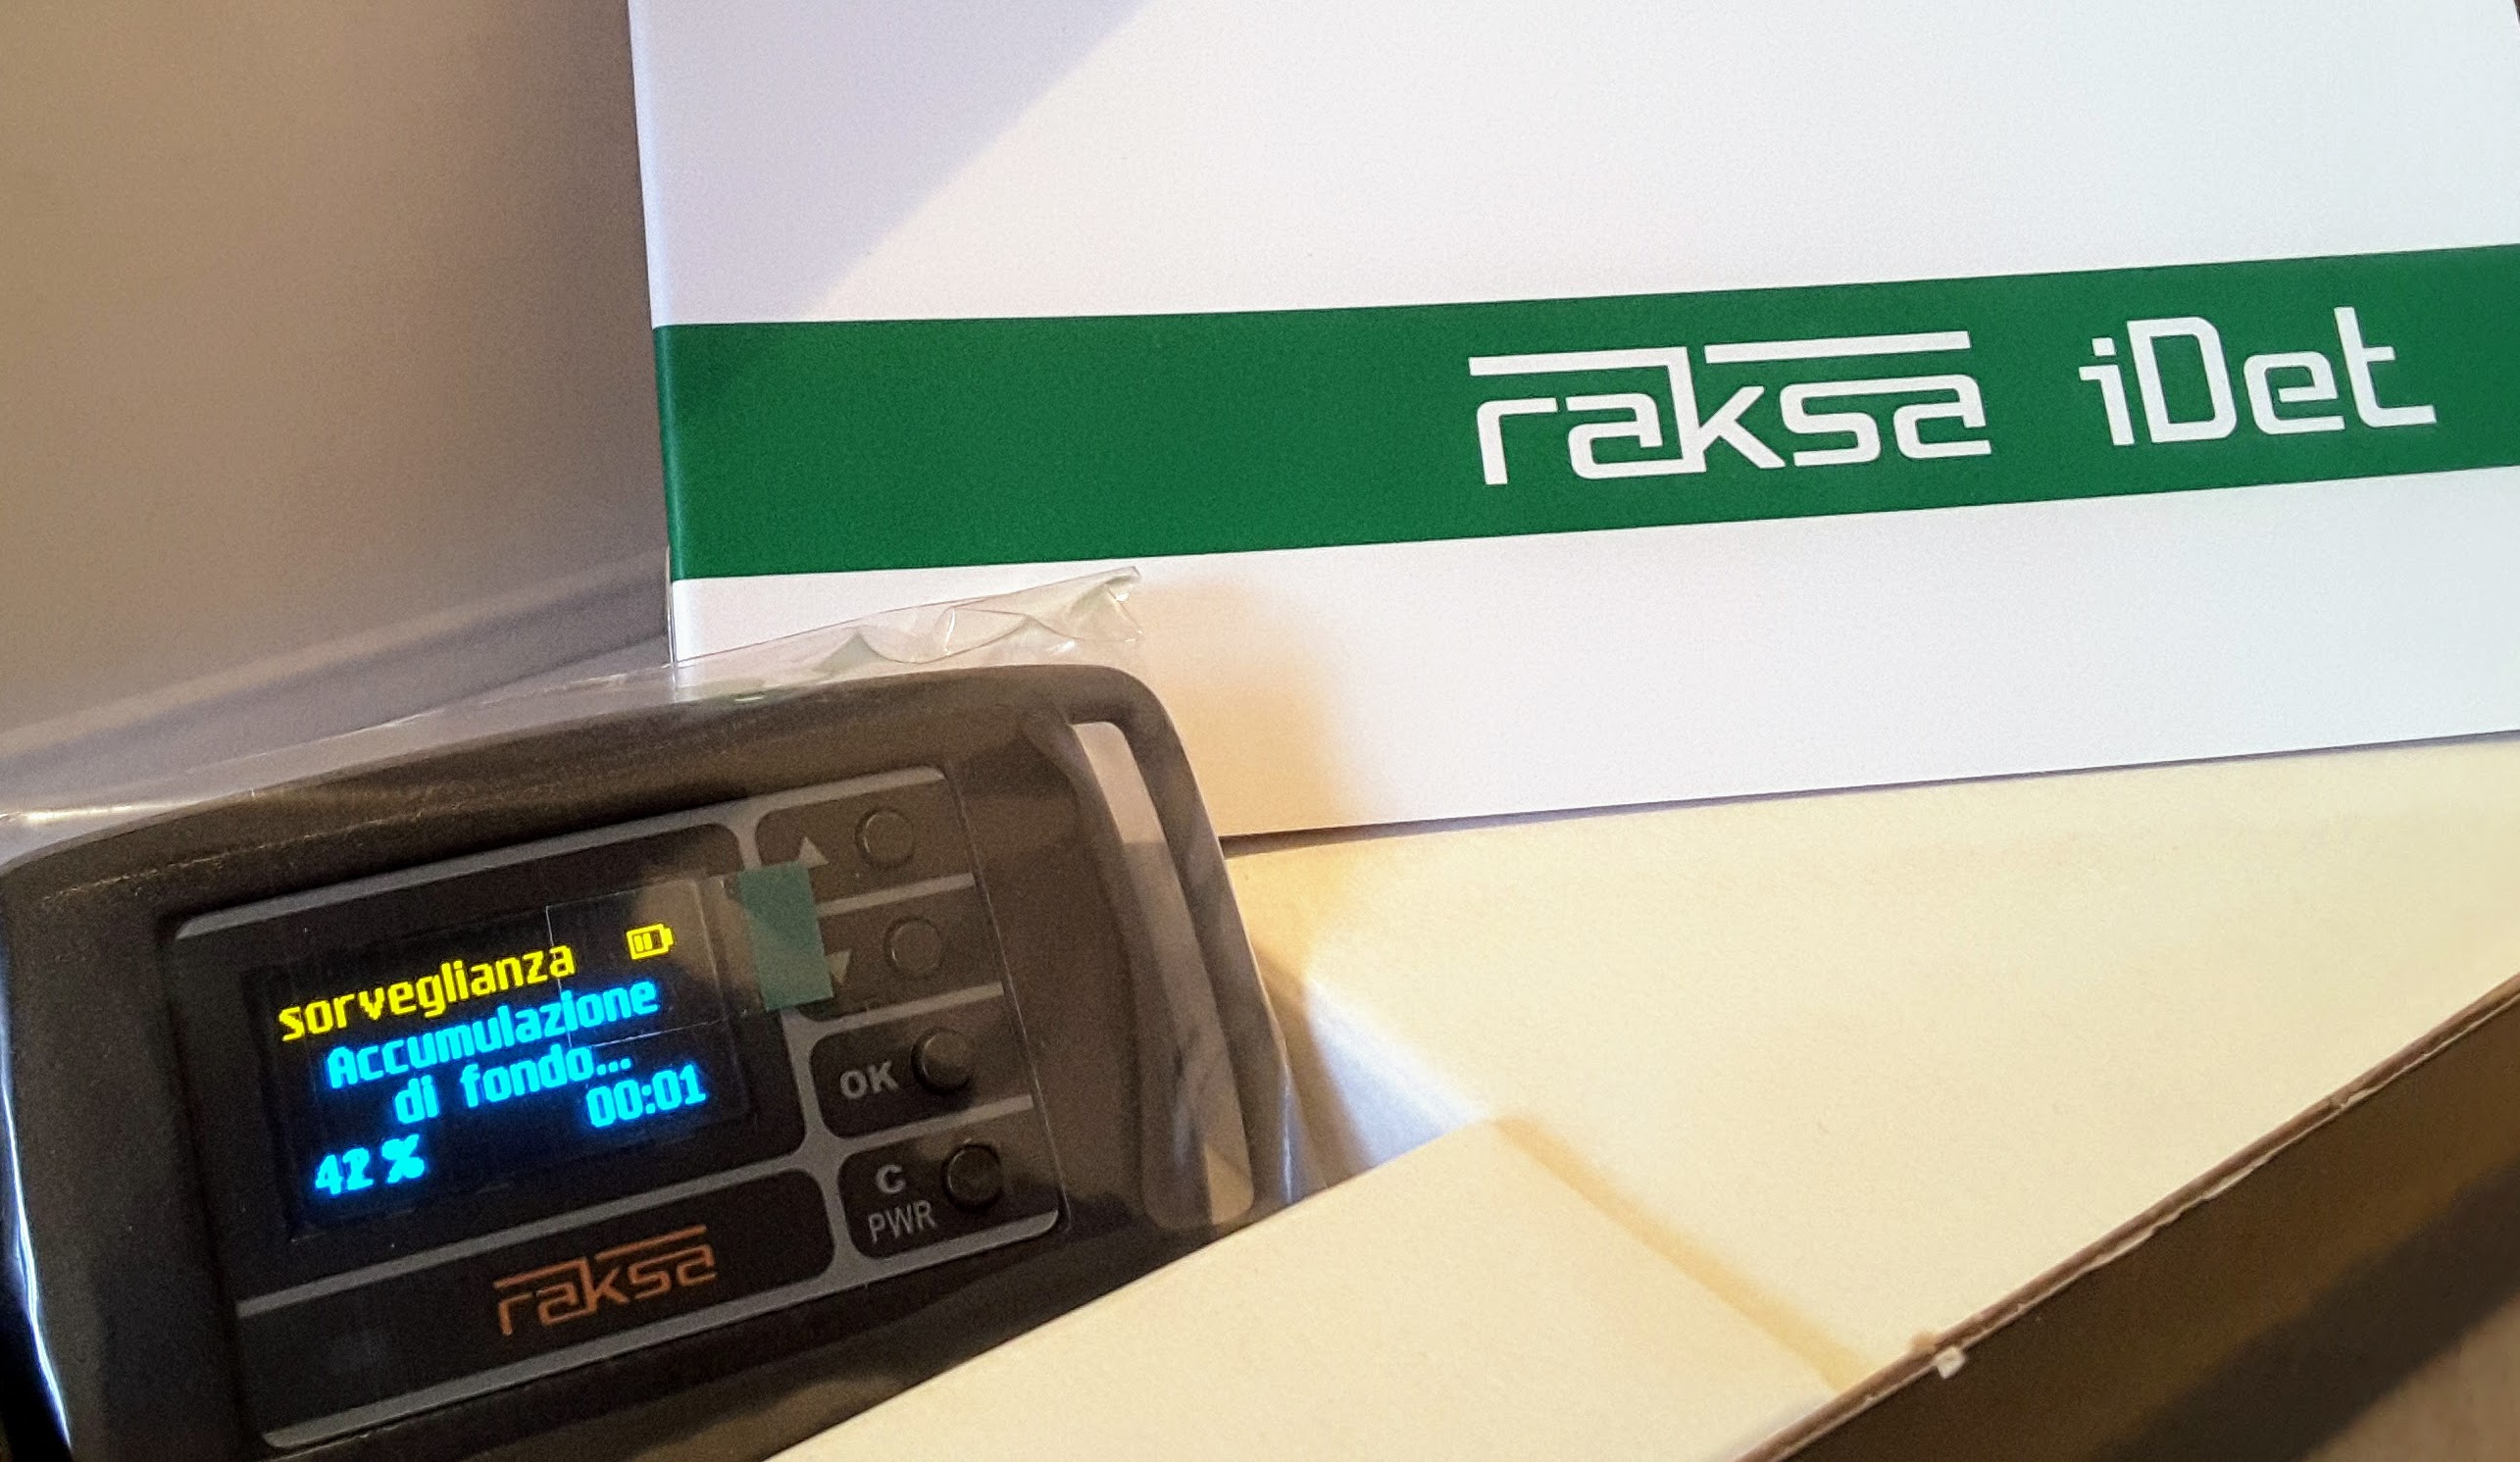 raksa iDet
sorveglianza
Accumulazione
di fondo...
00:01
42 %
OK
C
PWR
raksa